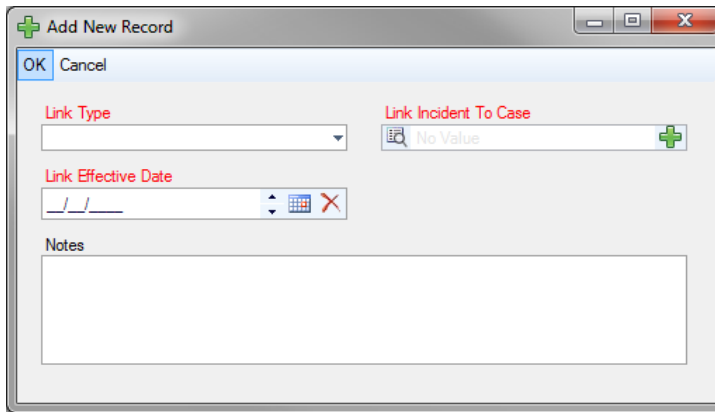 Add New Record
OK Cancel
Link Type
Link Incident To Case
No Value
Link Effective Date
__/__/____
Notes